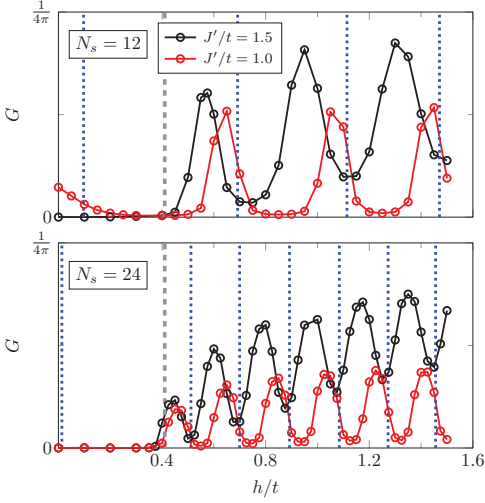 1/4π
G
N_s = 12
J′/t = 1.5
J′/t = 1.0
0
1/4π
G
N_s = 24
0
0.4 0.8 1.2 1.6
h/t